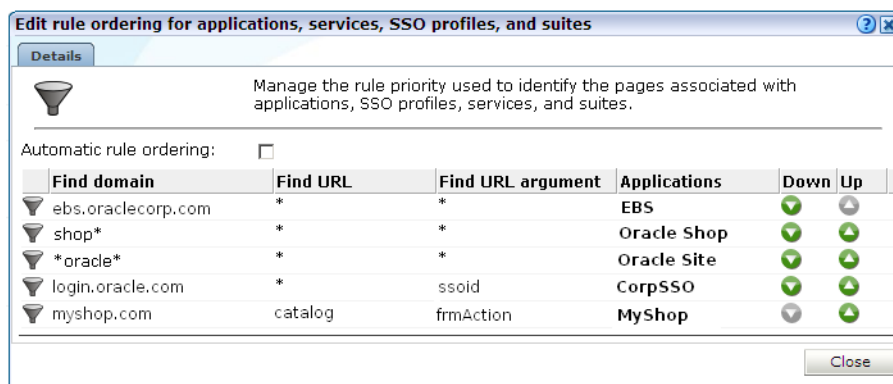 Edit rule ordering for applications, services, SSO profiles, and suites
Details
Manage the rule priority used to identify the pages associated with
applications, SSO profiles, services, and suites.
Automatic rule ordering:
Find domain Find URL Find URL argument Applications Down Up
ebs.oraclecorp.com * * EBS
shop* * * Oracle Shop
*oracle* * * Oracle Site
login.oracle.com * ssoid CorpSSO
myshop.com catalog frmAction MyShop
Close